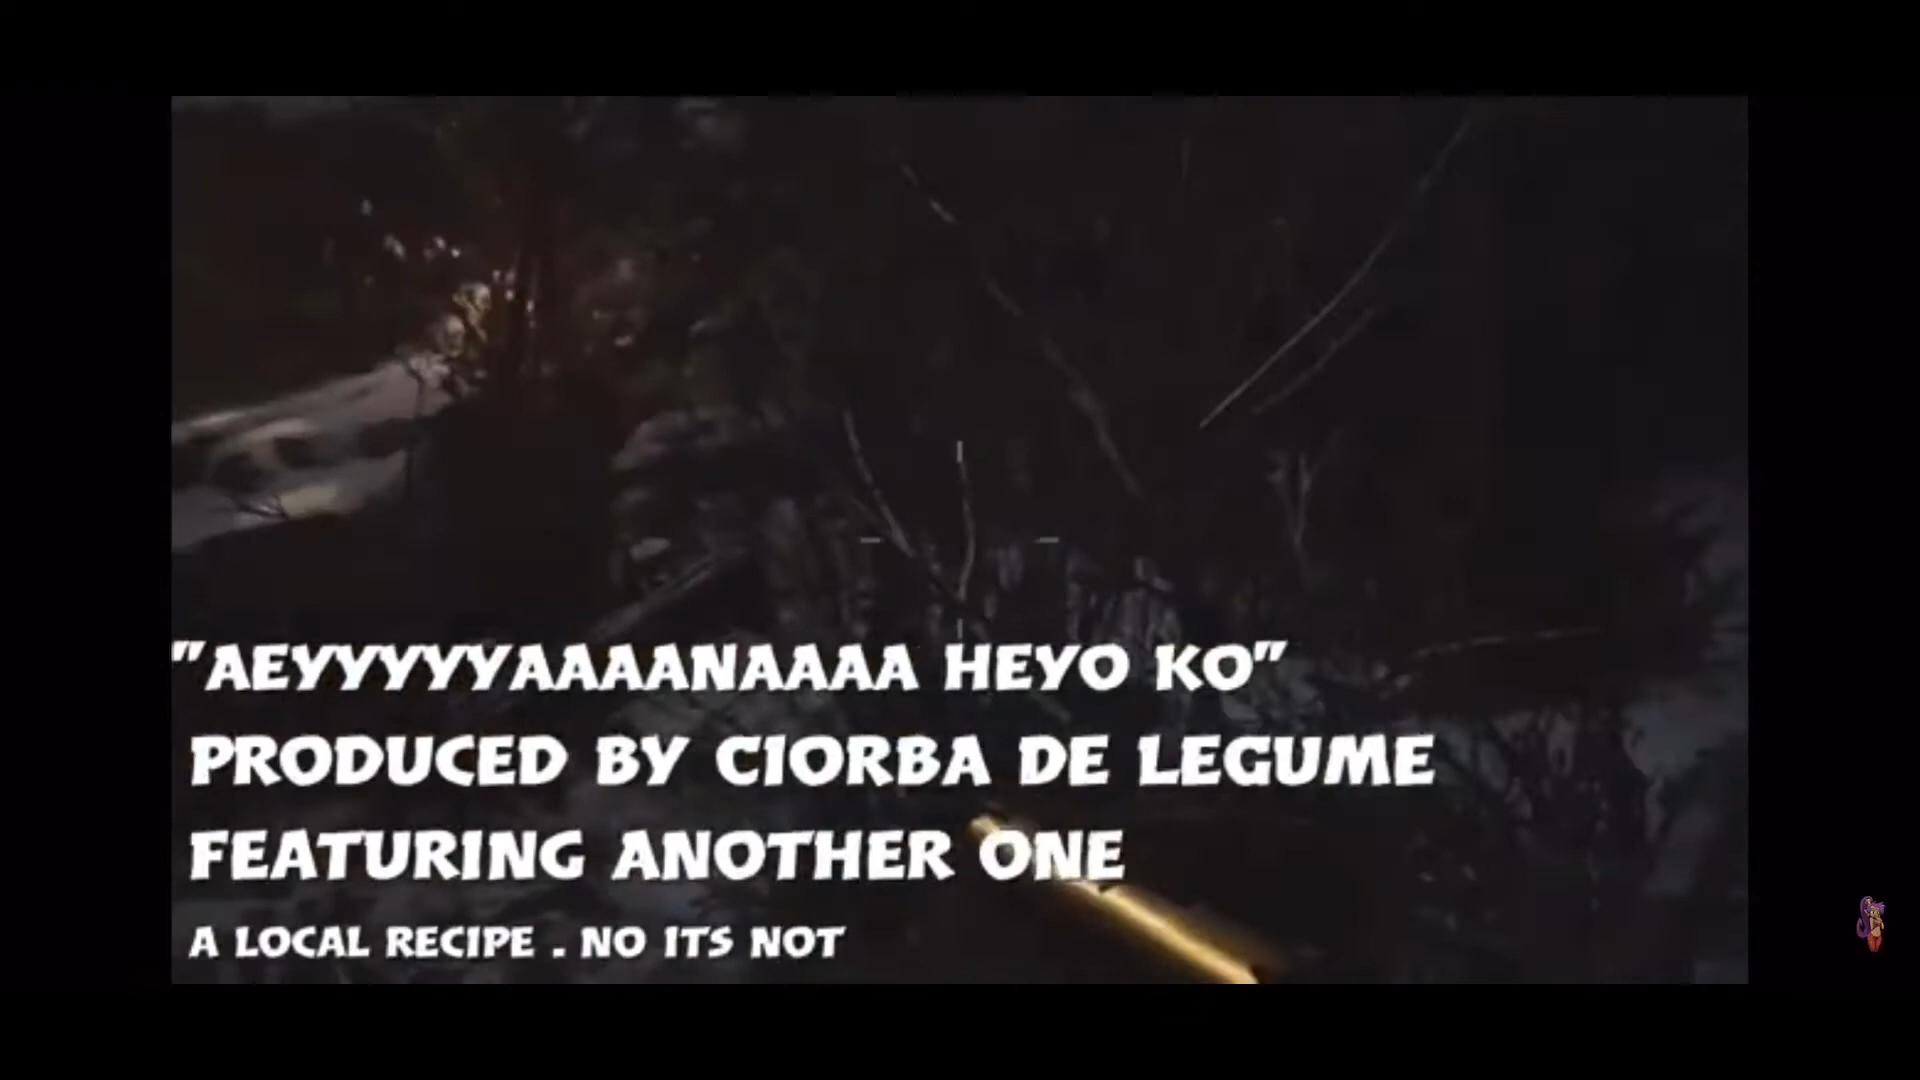 "AEYYYYYAAAANAAAA HEYO KO"
PRODUCED BY CIORBA DE LEGUME
FEATURING ANOTHER ONE
A LOCAL RECIPE . NO ITS NOT